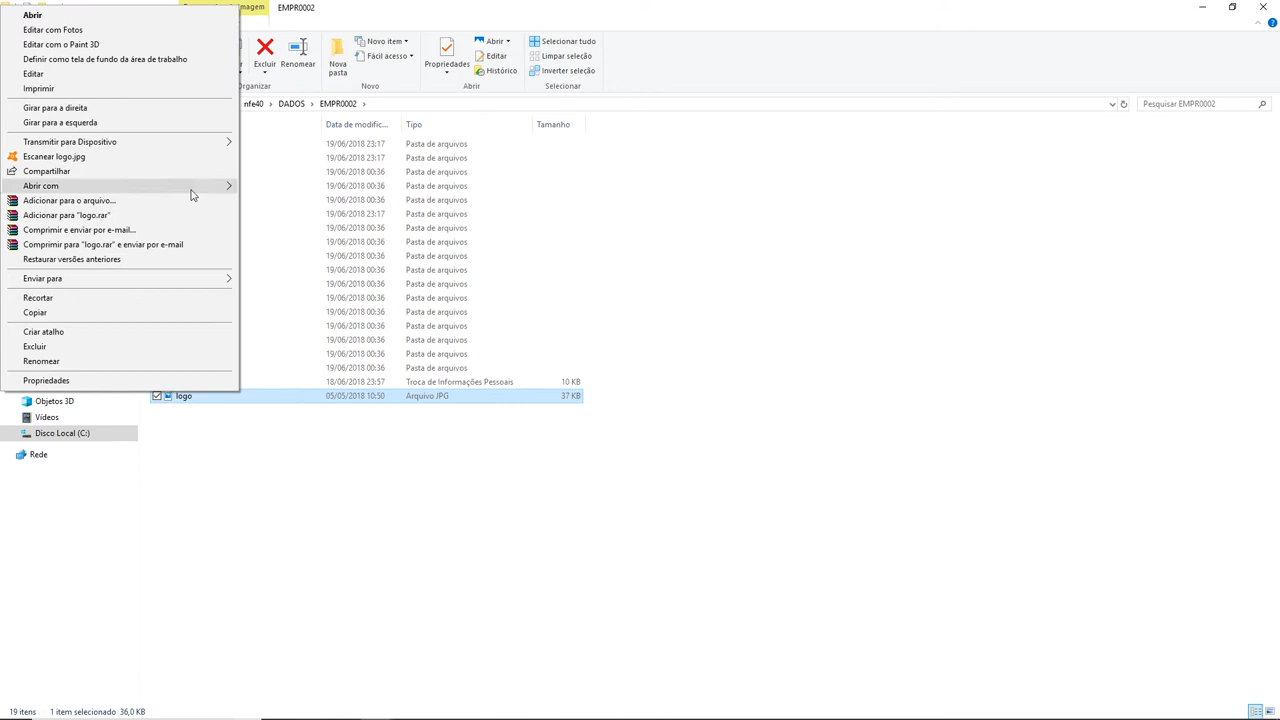 Abrir
Editar com Fotos
Editar com o Paint 3D
Definir como tela de fundo da área de trabalho
Editar
Imprimir
Girar para a direita
Girar para a esquerda
Transmitir para Dispositivo
Escanear logo.jpg
Compartilhar
Abrir com
Adicionar para o arquivo...
Adicionar para "logo.rar"
Comprimir e enviar por e-mail...
Comprimir para "logo.rar" e enviar por e-mail
Restaurar versões anteriores
Enviar para
Recortar
Copiar
Criar atalho
Excluir
Renomear
Propriedades
EMPR0002
Excluir
Renomear
Nova pasta
Novo item
Fácil acesso
Propriedades
Abrir
Editar
Histórico
Selecionar tudo
Limpar seleção
Inverter seleção
Novo
Abrir
Selecionar
nfe40 > DADOS > EMPR0002 >
Pesquisar EMPR0002
Data de modific... Tipo Tamanho
19/06/2018 23:17 Pasta de arquivos
19/06/2018 23:17 Pasta de arquivos
19/06/2018 00:36 Pasta de arquivos
19/06/2018 00:36 Pasta de arquivos
19/06/2018 00:36 Pasta de arquivos
19/06/2018 23:17 Pasta de arquivos
19/06/2018 00:36 Pasta de arquivos
19/06/2018 00:36 Pasta de arquivos
19/06/2018 00:36 Pasta de arquivos
19/06/2018 00:36 Pasta de arquivos
19/06/2018 00:36 Pasta de arquivos
19/06/2018 00:36 Pasta de arquivos
19/06/2018 00:36 Pasta de arquivos
19/06/2018 00:36 Pasta de arquivos
19/06/2018 00:36 Pasta de arquivos
19/06/2018 00:36 Pasta de arquivos
19/06/2018 00:36 Pasta de arquivos
18/06/2018 23:57 Troca de Informações Pessoais 10 KB
logo 05/05/2018 10:50 Arquivo JPG 37 KB
Objetos 3D
Vídeos
Disco Local (C:)
Rede
19 itens 1 item selecionado 36,0 KB